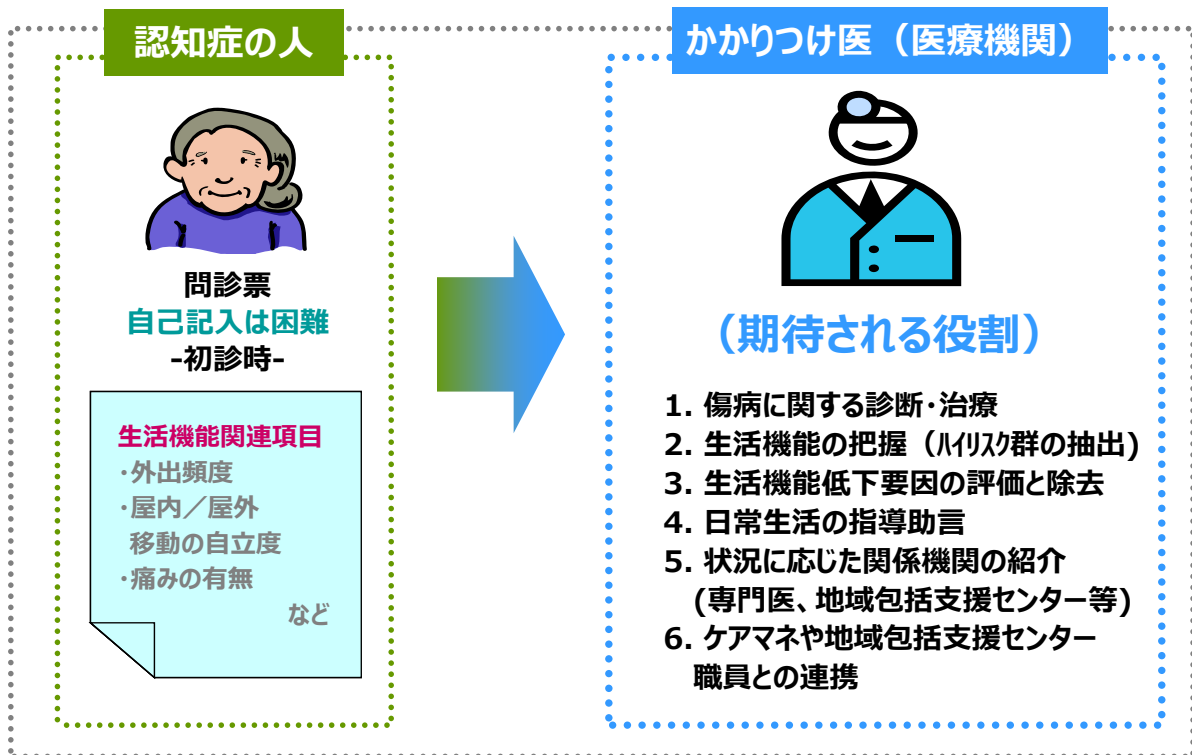 認知症の人
問診票
自己記入は困難
-初診時-
生活機能関連項目
・外出頻度
・屋内／屋外
移動の自立度
・痛みの有無
など
かかりつけ医（医療機関）
（期待される役割）
1. 傷病に関する診断・治療
2. 生活機能の把握（ﾊｲﾘｽｸ群の抽出)
3. 生活機能低下要因の評価と除去
4. 日常生活の指導助言
5. 状況に応じた関係機関の紹介
(専門医、地域包括支援センター等)
6. ケアマネや地域包括支援センター
職員との連携